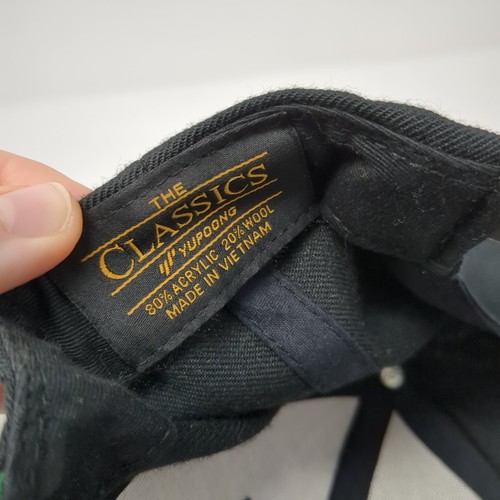 THE
CLASSICS
YUPOONG
80% ACRYLIC 20% WOOL
MADE IN VIETNAM